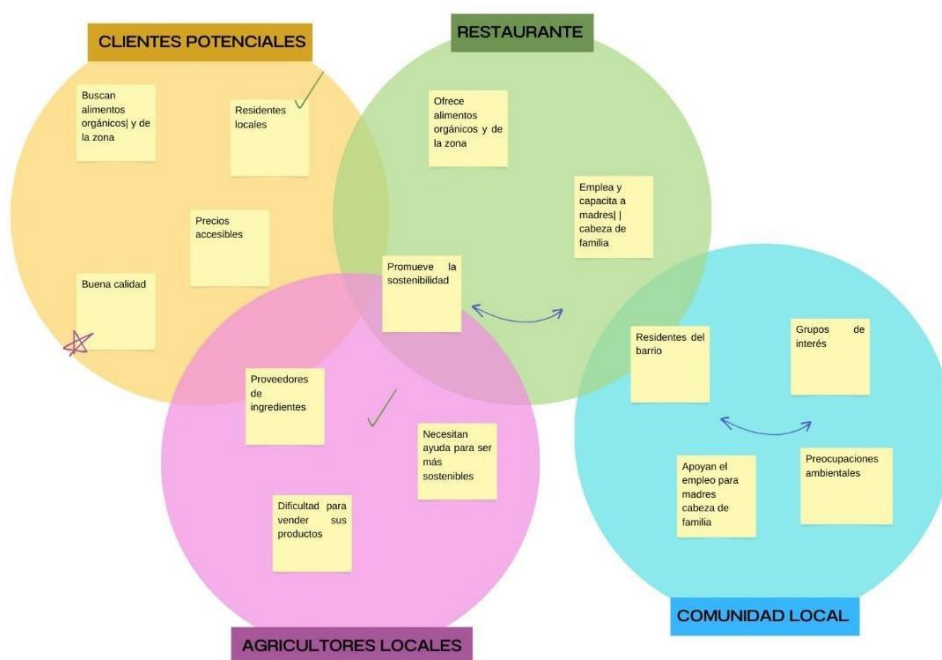 CLIENTES POTENCIALES
RESTAURANTE
Buscan
alimentos
orgánicos| y de
la zona
Residentes
locales
Ofrece
alimentos
orgánicos y de
la zona
Emplea y
capacita a
madres| |
cabeza de
familia
Precios
accesibles
Buena calidad
Promueve la
sostenibilidad
Residentes del
barrio
Grupos de
interés
Proveedores
de
ingredientes
Necesitan
ayuda para ser
más
sostenibles
Apoyan el
empleo para
madres
cabeza de
familia
Preocupaciones
ambientales
Dificultad para
vender sus
productos
COMUNIDAD LOCAL
AGRICULTORES LOCALES